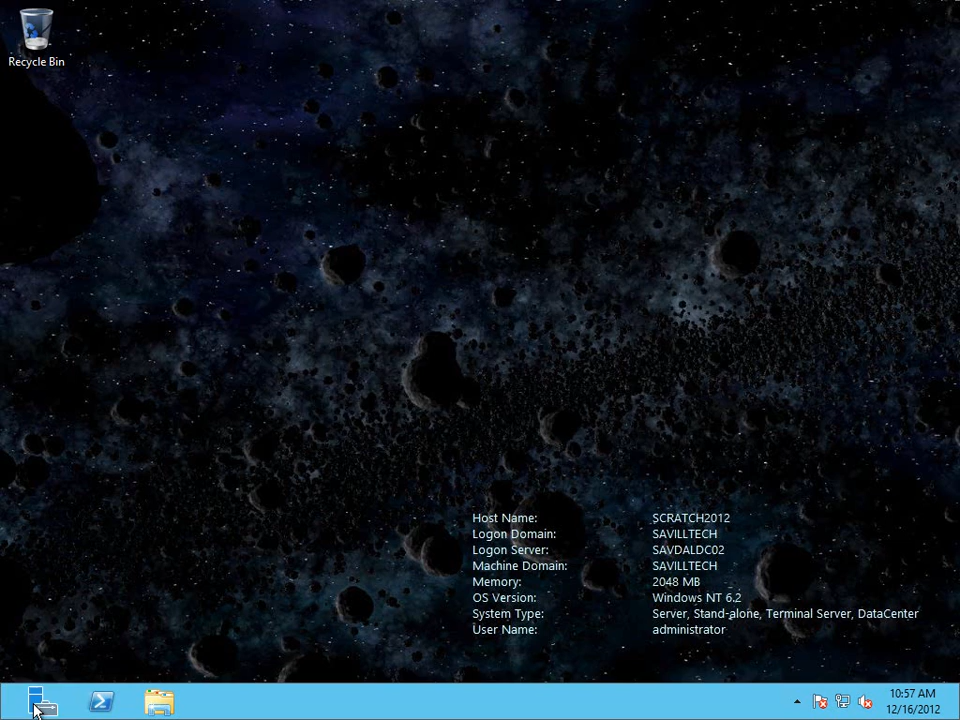 Recycle Bin
Host Name: SCRATCH2012
Logon Domain: SAVILLTECH
Logon Server: SAVDALDC02
Machine Domain: SAVILLTECH
Memory: 2048 MB
OS Version: Windows NT 6.2
System Type: Server, Stand-alone, Terminal Server, DataCenter
User Name: administrator
10:57 AM
12/16/2012